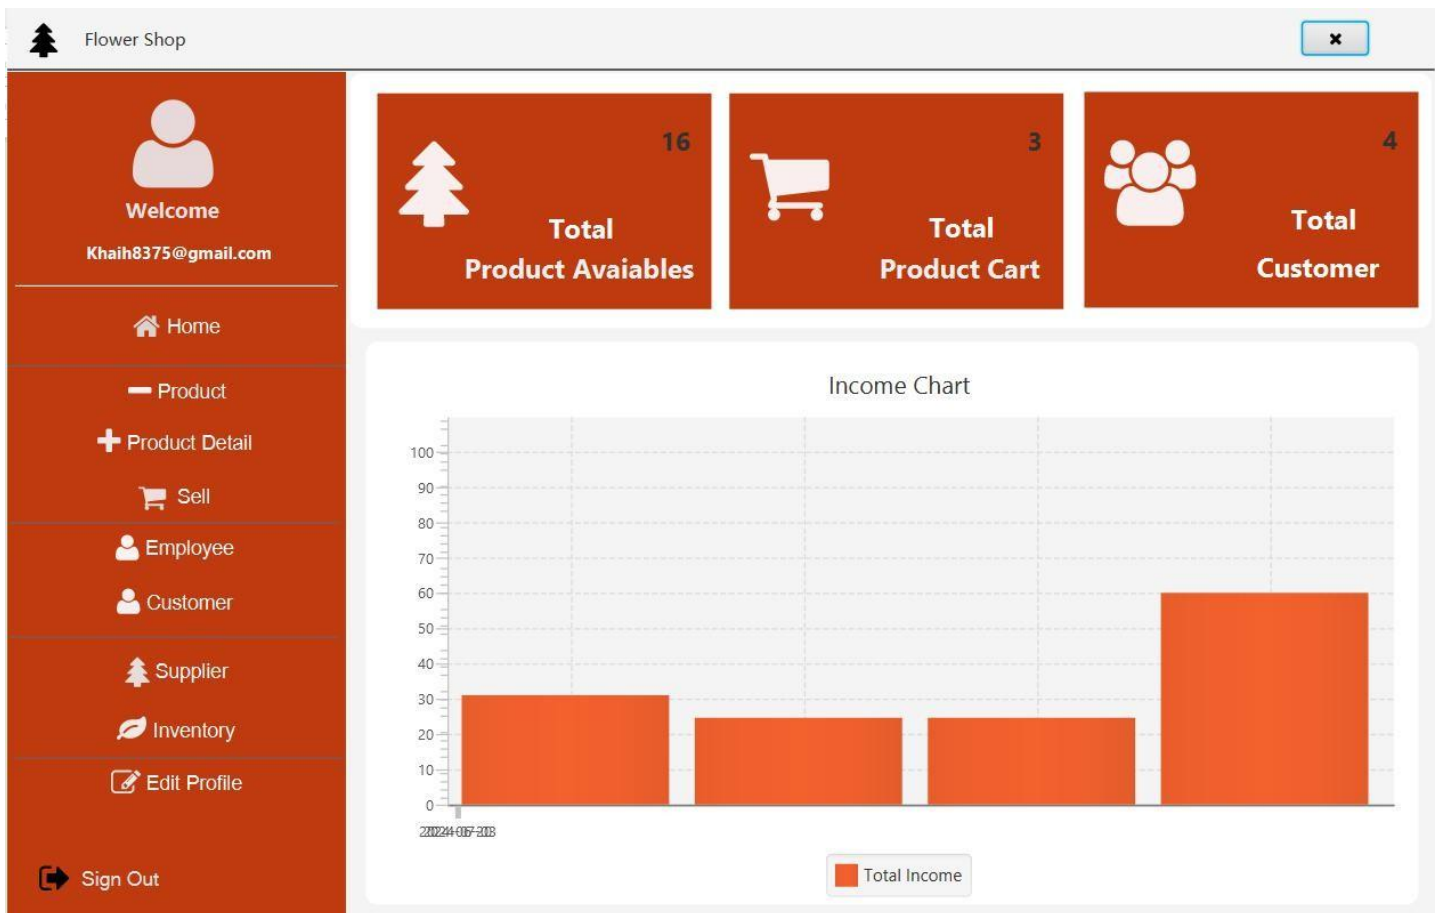 Flower Shop
Welcome
Khaih8375@gmail.com
Home
Product
Product Detail
Sell
Employee
Customer
Supplier
Inventory
Edit Profile
Sign Out
16
Total
Product Avaiables
3
Total
Product Cart
4
Total
Customer
Income Chart
100
90
80
70
60
50
40
30
20
10
0
Total Income